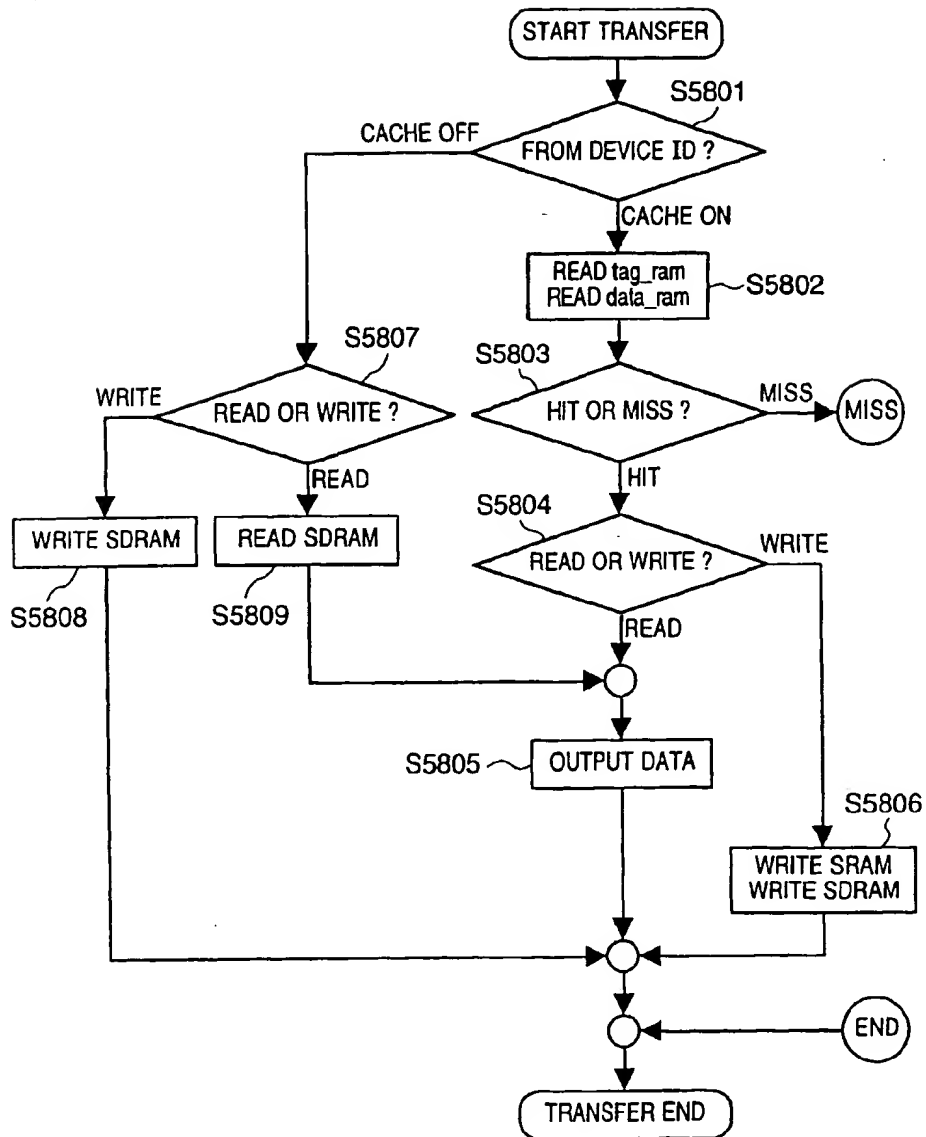 START TRANSFER
S5801
CACHE OFF
FROM DEVICE ID ?
CACHE ON
READ tag_ram
READ data_ram
S5802
S5807
S5803
WRITE
READ OR WRITE ?
HIT OR MISS ?
MISS
MISS
READ
HIT
S5804
WRITE SDRAM
READ SDRAM
READ OR WRITE ?
WRITE
S5808
S5809
READ
S5805
OUTPUT DATA
S5806
WRITE SRAM
WRITE SDRAM
END
TRANSFER END